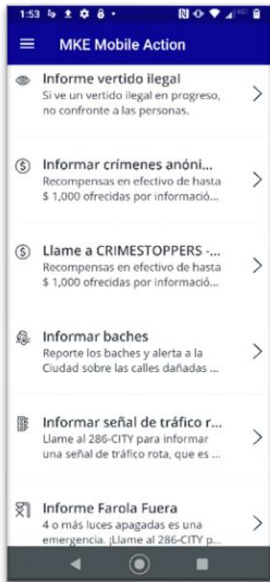 1:53
MKE Mobile Action
Informe vertido ilegal
Si ve un vertido ilegal en progreso,
no confronte a las personas.
Informar crímenes anóni...
Recompensas en efectivo de hasta
$ 1,000 ofrecidas por informació...
Llame a CRIMESTOPPERS -...
Recompensas en efectivo de hasta
$ 1,000 ofrecidas por informació...
Informar baches
Reporte los baches y alerta a la
Ciudad sobre las calles dañadas ...
Informar señal de tráfico r...
Llame al 286-CITY para informar
una señal de tráfico rota, que es ...
Informe Farola Fuera
4 o más luces apagadas es una
emergencia. ¡Llame al 286-CITY p...